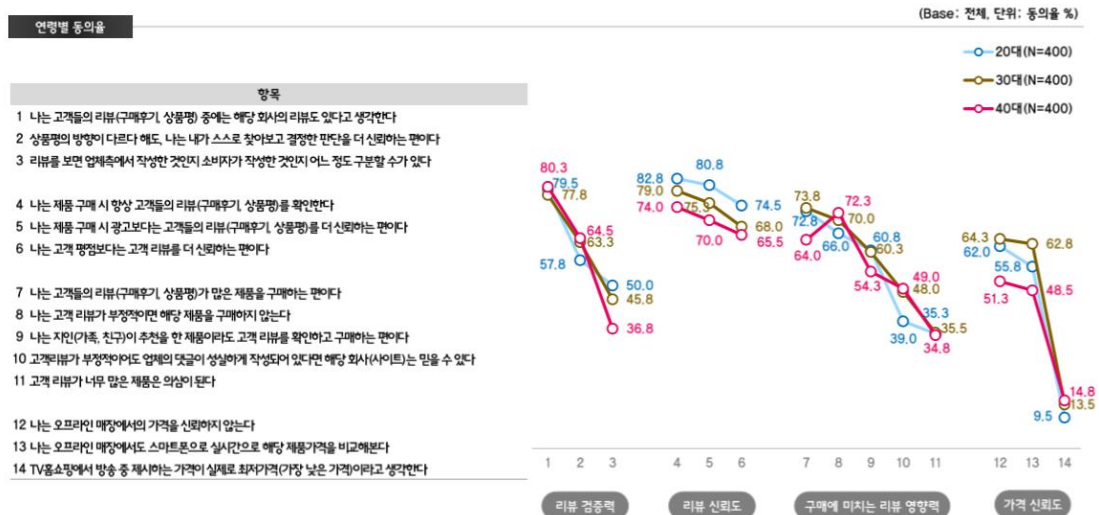 (Base: 전체, 단위: 동의율 %)
연령별 동의율
20대(N=400)
30대(N=400)
40대(N=400)
항목
1 나는 고객들의 리뷰(구매후기, 상품평) 중에는 해당 회사의 리뷰도 있다고 생각한다
2 상품평의 방향이 다르다 해도, 나는 내가 스스로 찾아보고 결정한 판단을 더 신뢰하는 편이다
3 리뷰를 보면 업체측에서 작성한 것인지 소비자가 작성한 것인지 어느 정도 구분할 수가 있다
4 나는 제품 구매 시 항상 고객들의 리뷰(구매후기, 상품평)를 확인한다
5 나는 제품 구매 시 광고보다는 고객들의 리뷰(구매후기, 상품평)를 더 신뢰하는 편이다
6 나는 고객 평점보다는 고객 리뷰를 더 신뢰하는 편이다
7 나는 고객들의 리뷰(구매후기, 상품평)가 많은 제품을 구매하는 편이다
8 나는 고객 리뷰가 부정적이면 해당 제품을 구매하지 않는다
9 나는 지인(가족, 친구)이 추천을 한 제품이라도 고객 리뷰를 확인하고 구매하는 편이다
10 고객리뷰가 부정적이어도 업체의 댓글이 성실하게 작성되어 있다면 해당 회사(사이트)는 믿을 수 있다
11 고객 리뷰가 너무 많은 제품은 의심이 된다
12 나는 오프라인 매장에서의 가격을 신뢰하지 않는다
13 나는 오프라인 매장에서도 스마트폰으로 실시간으로 해당 제품가격을 비교해본다
14 TV홈쇼핑에서 방송 중 제시하는 가격이 실제로 최저가격(가장 낮은 가격)이라고 생각한다
80.3
79.5
77.8
64.5
63.3
57.8
50.0
45.8
36.8
82.8
80.8
79.0
75.3
74.5
74.0
70.0
68.0
65.5
73.8
72.8
72.3
70.0
66.0
64.0
60.8
60.3
54.3
49.0
48.0
39.0
35.3
35.5
34.8
64.3
62.8
62.0
55.8
51.3
48.5
14.8
13.5
9.5
1 2 3 4 5 6 7 8 9 10 11 12 13 14
리뷰 검증력 리뷰 신뢰도 구매에 미치는 리뷰 영향력 가격 신뢰도